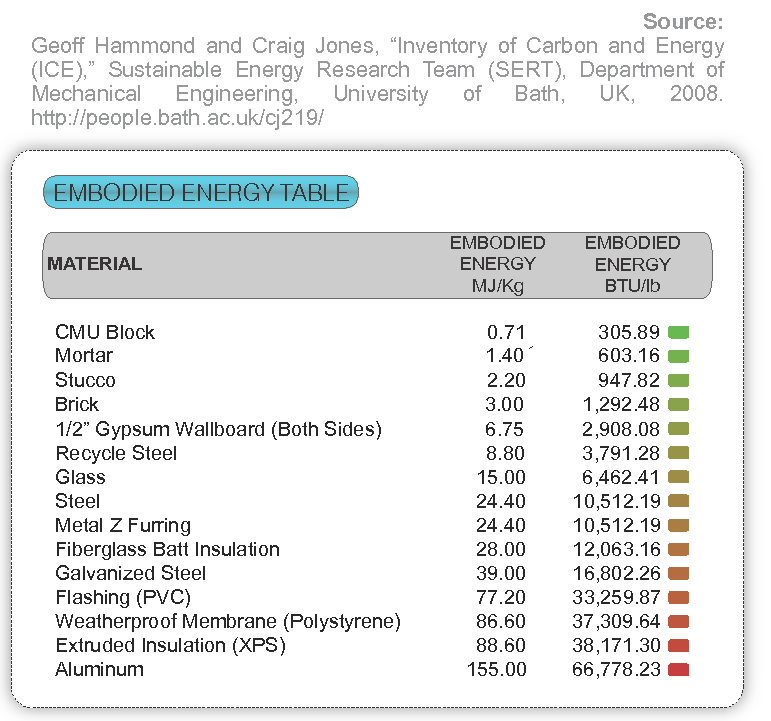 Source:
Geoff Hammond and Craig Jones, “Inventory of Carbon and Energy
(ICE),” Sustainable Energy Research Team (SERT), Department of
Mechanical Engineering, University of Bath, UK, 2008.
http://people.bath.ac.uk/cj219/
EMBODIED ENERGY TABLE
MATERIAL EMBODIED ENERGY MJ/Kg EMBODIED ENERGY BTU/lb
CMU Block 0.71 305.89
Mortar 1.40 603.16
Stucco 2.20 947.82
Brick 3.00 1,292.48
1/2” Gypsum Wallboard (Both Sides) 6.75 2,908.08
Recycle Steel 8.80 3,791.28
Glass 15.00 6,462.41
Steel 24.40 10,512.19
Metal Z Furring 24.40 10,512.19
Fiberglass Batt Insulation 28.00 12,063.16
Galvanized Steel 39.00 16,802.26
Flashing (PVC) 77.20 33,259.87
Weatherproof Membrane (Polystyrene) 86.60 37,309.64
Extruded Insulation (XPS) 88.60 38,171.30
Aluminum 155.00 66,778.23